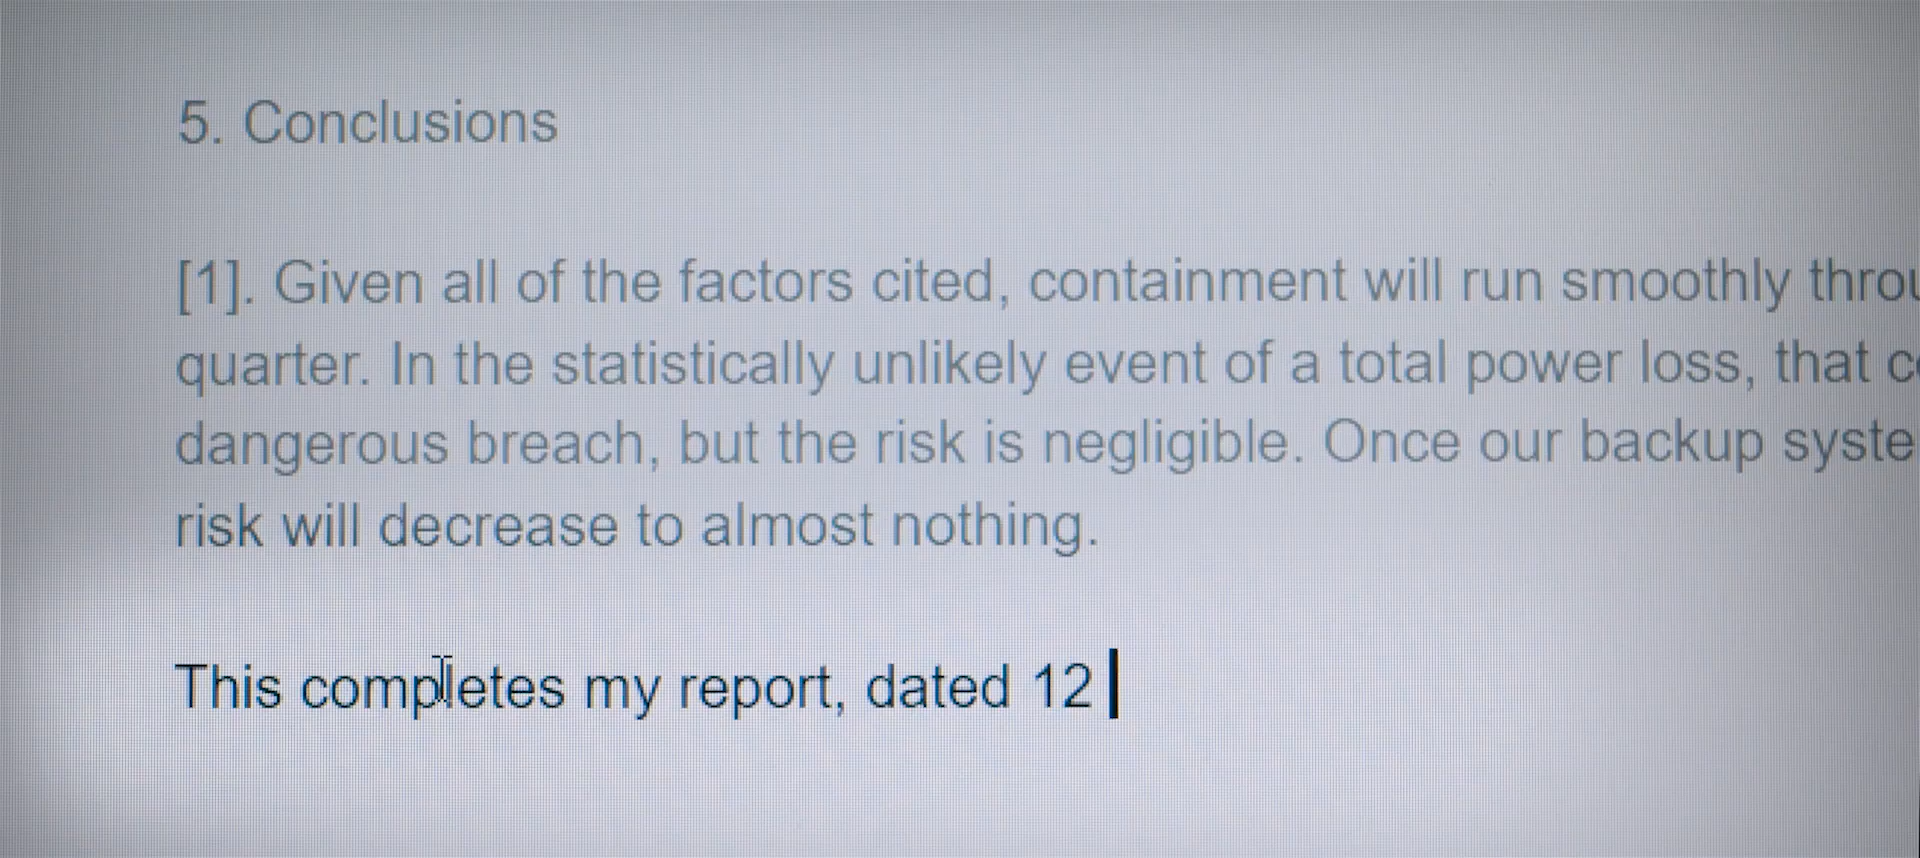 5. Conclusions
[1]. Given all of the factors cited, containment will run smoothly
quarter. In the statistically unlikely event of a total power loss, that
dangerous breach, but the risk is negligible. Once our backup
risk will decrease to almost nothing.
This completes my report, dated 12